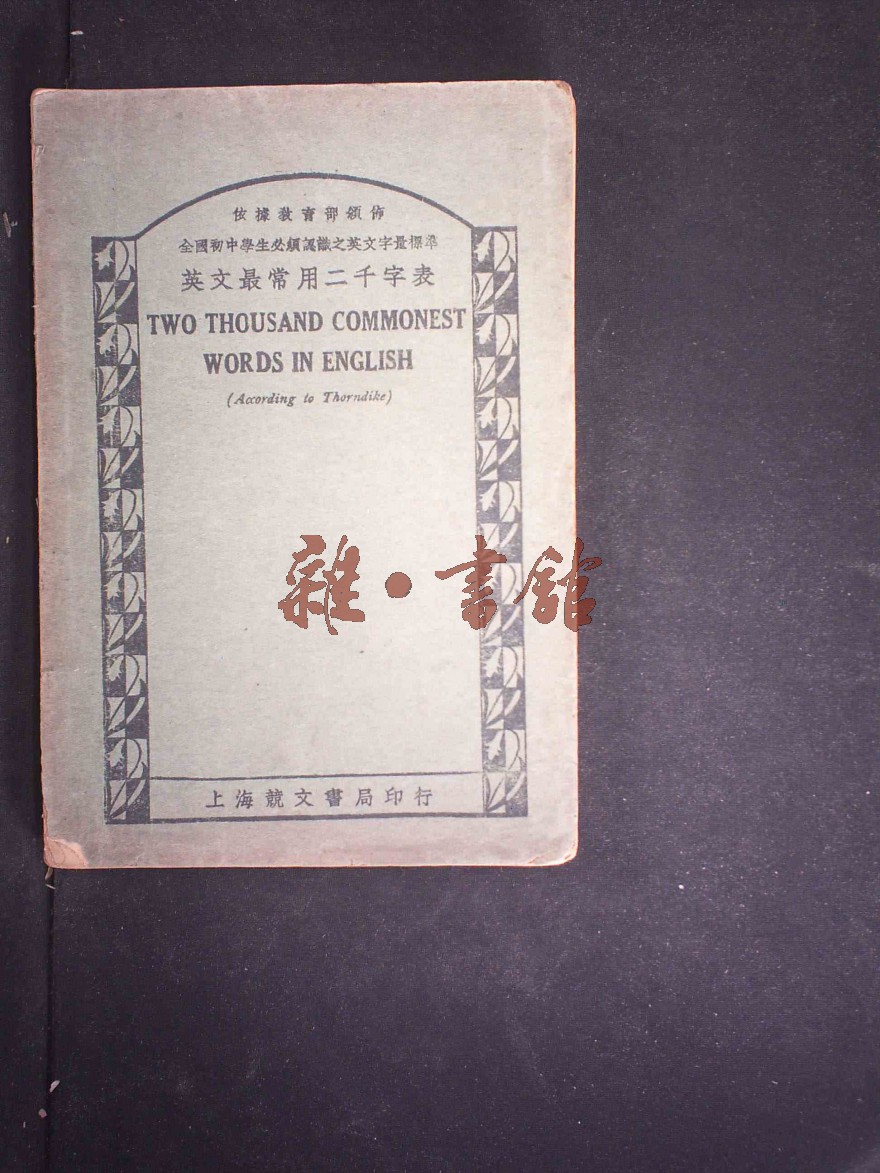 依據教育部頒佈
全國初中學生必須認識之英文字量標準
英文最常用二千字表
TWO THOUSAND COMMONEST
WORDS IN ENGLISH
(According to Thorndike)
雜•書館
上海競文書局印行